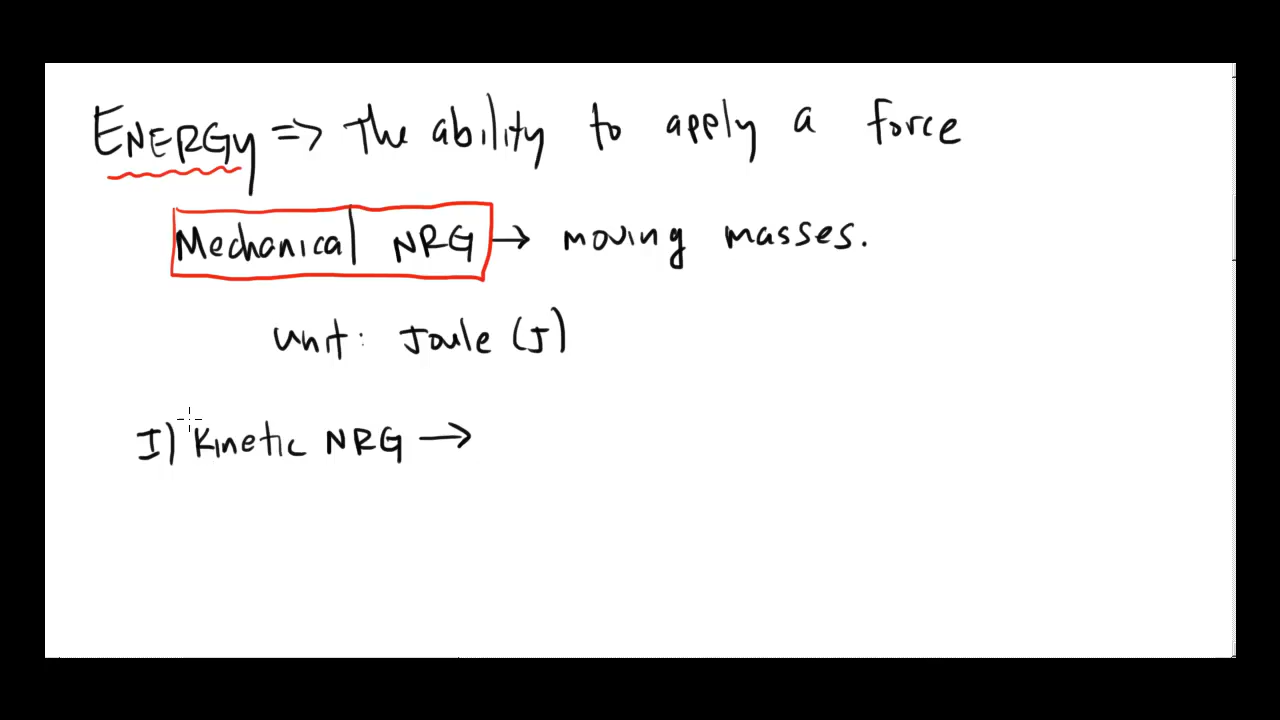 ENERGy => The ability to apply a force
Mechanical NRG → moving masses.
unit: Joule (J)
I) Kinetic NRG →